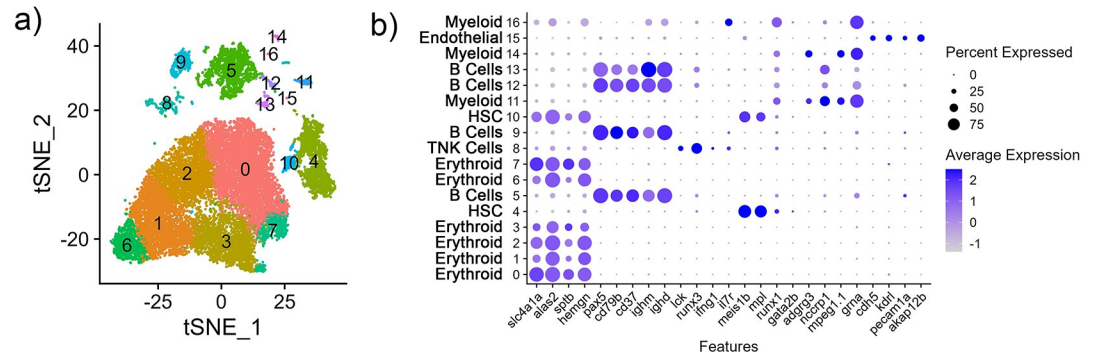 a)
tSNE_2
40
20
0
-20
14
16
9
5
12
11
8
13
15
10
4
2
0
1
3
7
6
-25
0
25
tSNE_1
b)
Myeloid 16
Endothelial 15
Myeloid 14
B Cells 13
B Cells 12
Myeloid 11
HSC 10
B Cells 9
TNK Cells 8
Erythroid 7
Erythroid 6
B Cells 5
HSC 4
Erythroid 3
Erythroid 2
Erythroid 1
Erythroid 0
slc4a1a
alas2
sptb
hemgn
pax5
cd79b
cd37
ighm
ighd
lck
runx3
ifng1
il7r
meis1b
mpl
runx1
gata2b
adgrg3
nccrp1
mpeg1.1
grna
cdh5
kdrl
pecam1a
akap12b
Features
Percent Expressed
0
25
50
75
Average Expression
2
1
0
-1